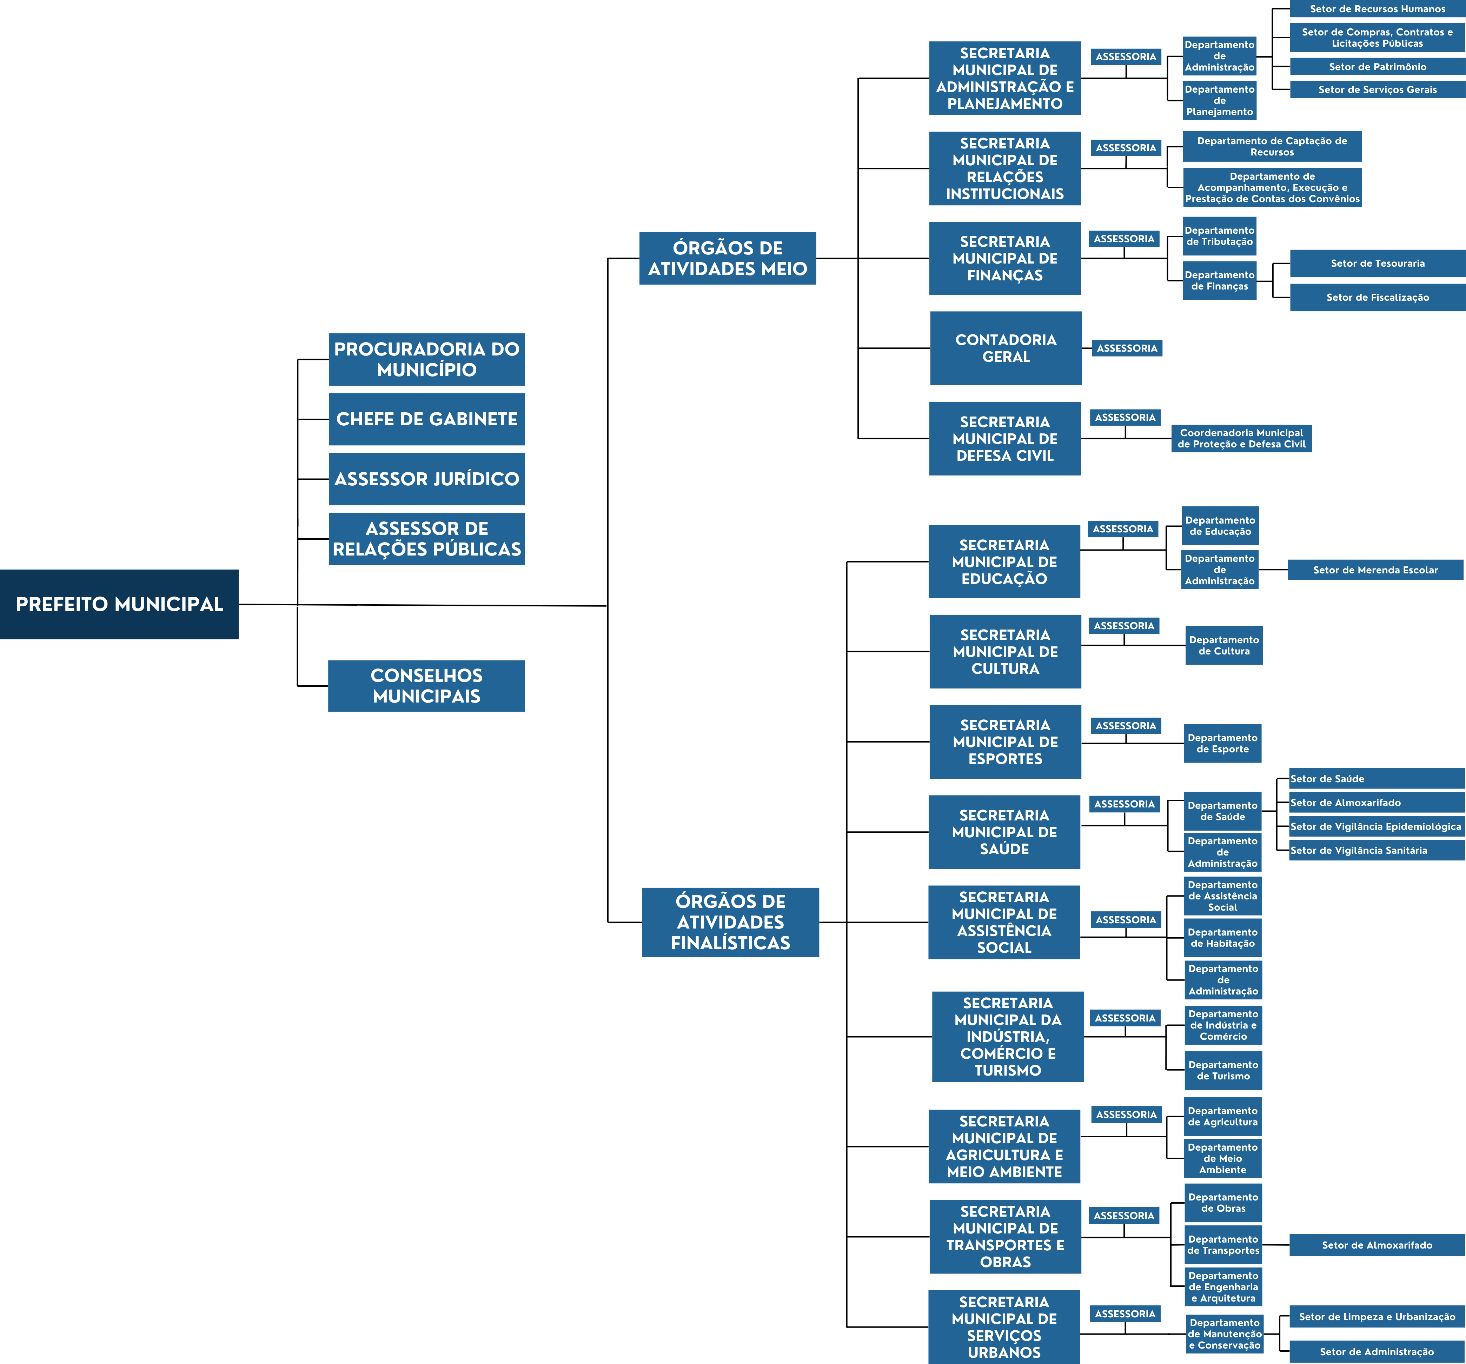 PREFEITO MUNICIPAL
PROCURADORIA DO
MUNICÍPIO
CHEFE DE GABINETE
ASSESSOR JURÍDICO
ASSESSOR DE
RELAÇÕES PÚBLICAS
CONSELHOS
MUNICIPAIS
ÓRGÃOS DE
ATIVIDADES MEIO
SECRETARIA
MUNICIPAL DE
ADMINISTRAÇÃO E
PLANEJAMENTO
ASSESSORIA
Departamento
de
Administração
Setor de Recursos Humanos
Setor de Compras, Contratos e
Licitações Públicas
Setor de Patrimônio
Setor de Serviços Gerais
Departamento
de
Planejamento
SECRETARIA
MUNICIPAL DE
RELAÇÕES
INSTITUCIONAIS
ASSESSORIA
Departamento de Captação de
Recursos
Departamento de
Acompanhamento, Execução e
Prestação de Contas dos Convênios
SECRETARIA
MUNICIPAL DE
FINANÇAS
ASSESSORIA
Departamento
de Tributação
Departamento
de Finanças
Setor de Tesouraria
Setor de Fiscalização
CONTADORIA
GERAL
ASSESSORIA
SECRETARIA
MUNICIPAL DE
DEFESA CIVIL
ASSESSORIA
Coordenadoria Municipal
de Proteção e Defesa Civil
ÓRGÃOS DE
ATIVIDADES
FINALÍSTICAS
SECRETARIA
MUNICIPAL DE
EDUCAÇÃO
ASSESSORIA
Departamento
de Educação
Departamento
de
Administração
Setor de Merenda Escolar
SECRETARIA
MUNICIPAL DE
CULTURA
ASSESSORIA
Departamento
de Cultura
SECRETARIA
MUNICIPAL DE
ESPORTES
ASSESSORIA
Departamento
de Esporte
SECRETARIA
MUNICIPAL DE
SAÚDE
ASSESSORIA
Departamento
de Saúde
Setor de Saúde
Setor de Almoxarifado
Setor de Vigilância Epidemiológica
Setor de Vigilância Sanitária
Departamento
de
Administração
SECRETARIA
MUNICIPAL DE
ASSISTÊNCIA
SOCIAL
ASSESSORIA
Departamento
de Assistência
Social
Departamento
de Habitação
Departamento
de
Administração
SECRETARIA
MUNICIPAL DA
INDÚSTRIA,
COMÉRCIO E
TURISMO
ASSESSORIA
Departamento
de Indústria e
Comércio
Departamento
de Turismo
SECRETARIA
MUNICIPAL DE
AGRICULTURA E
MEIO AMBIENTE
ASSESSORIA
Departamento
de Agricultura
Departamento
de Meio
Ambiente
SECRETARIA
MUNICIPAL DE
TRANSPORTES E
OBRAS
ASSESSORIA
Departamento
de Obras
Departamento
de Transportes
Setor de Almoxarifado
Departamento
de Engenharia
e Arquitetura
SECRETARIA
MUNICIPAL DE
SERVIÇOS
URBANOS
ASSESSORIA
Departamento
de Manutenção
e Conservação
Setor de Limpeza e Urbanização
Setor de Administração